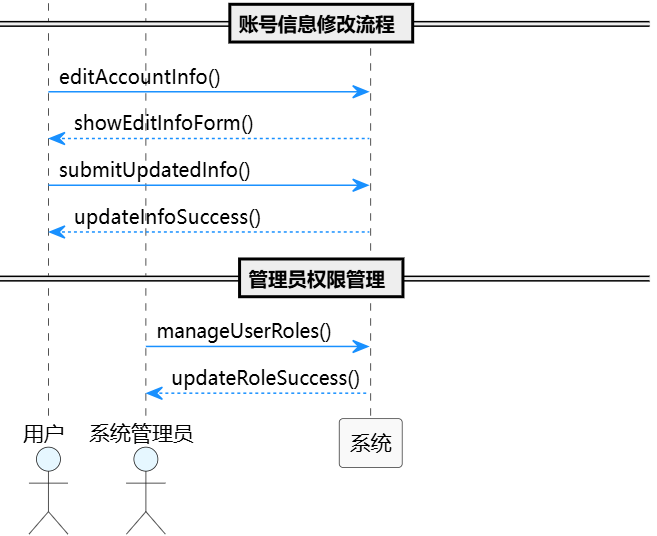 账号信息修改流程
editAccountInfo()
showEditInfoForm()
submitUpdatedInfo()
updateInfoSuccess()
管理员权限管理
manageUserRoles()
updateRoleSuccess()
用户
系统管理员
系统